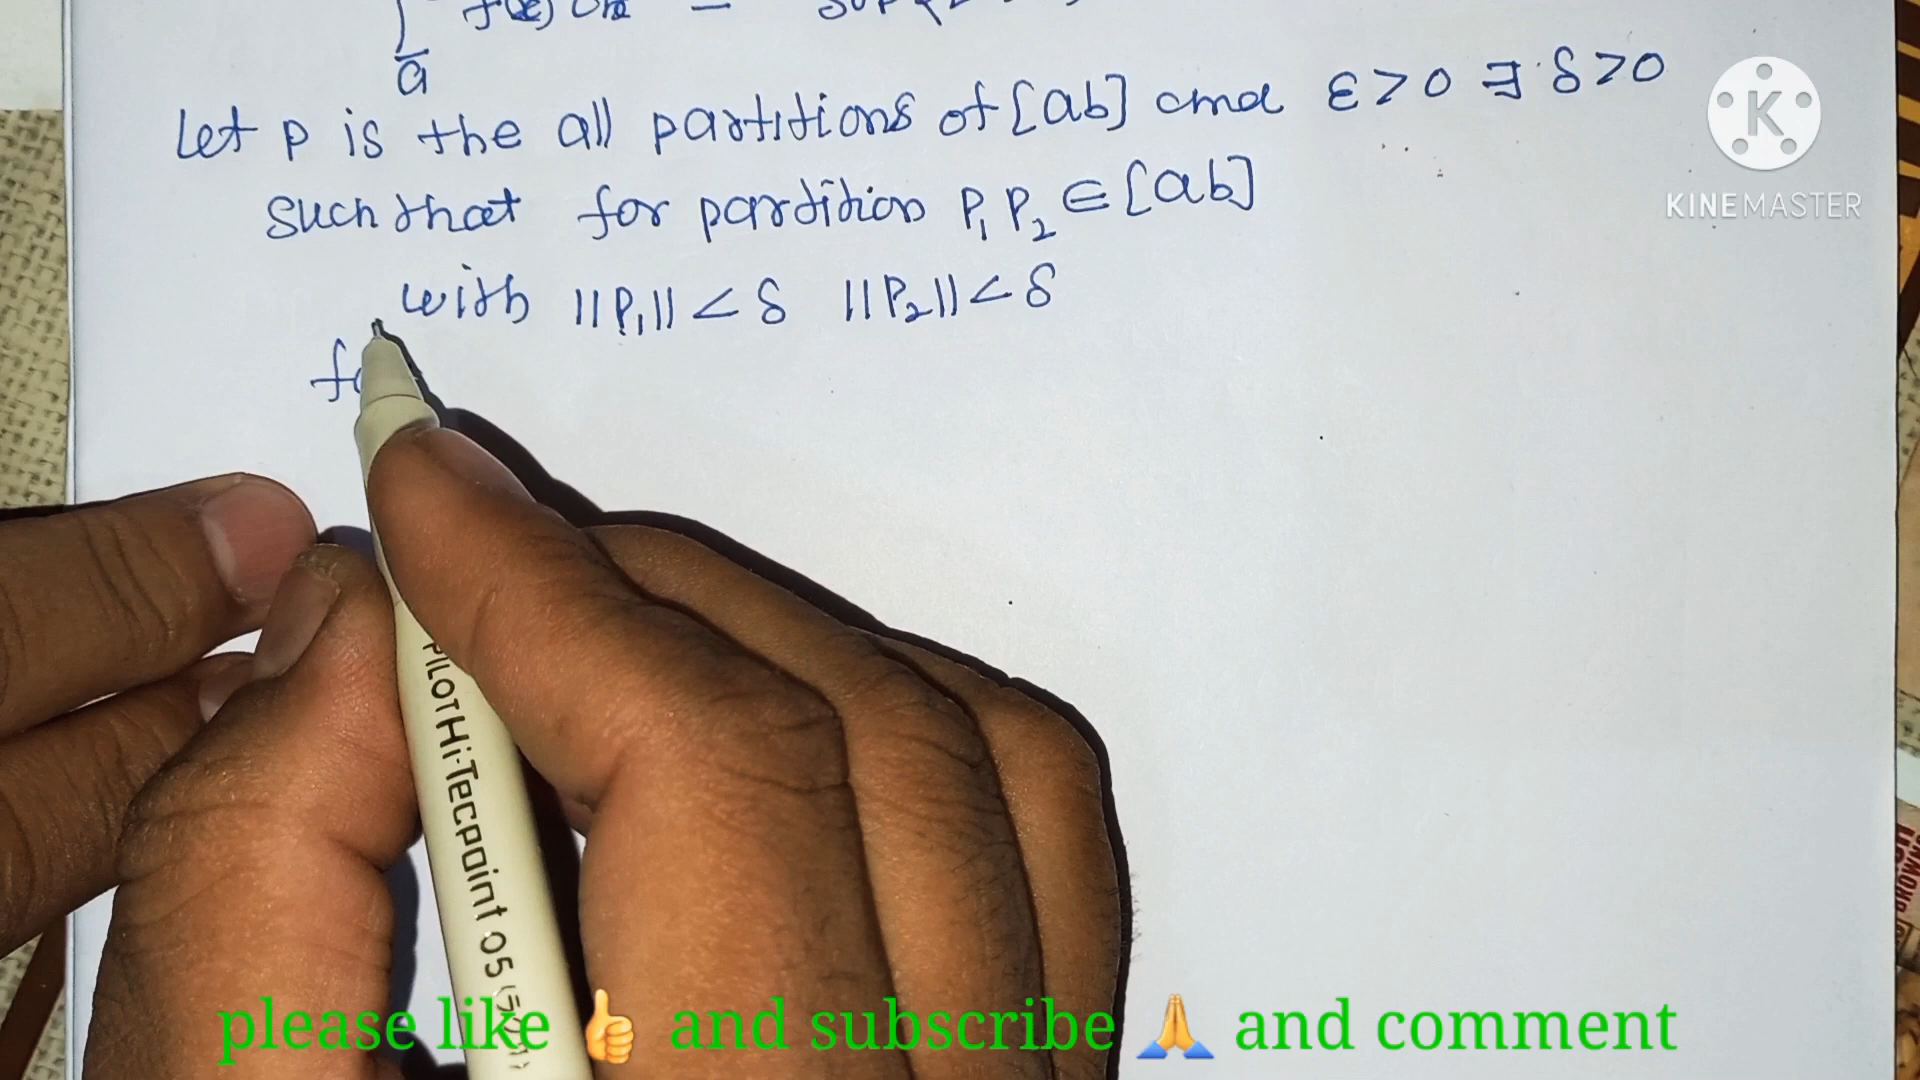 a
Let P is the all partitions of [ab] and ε>0 ∃ δ>0
such that for partition P₁ P₂ ∈ [ab]
with ||P₁|| < δ ||P₂|| < δ
KINEMASTER
PILOT Hi-Tecpoint 05
please like 👍 and subscribe 🙏 and comment